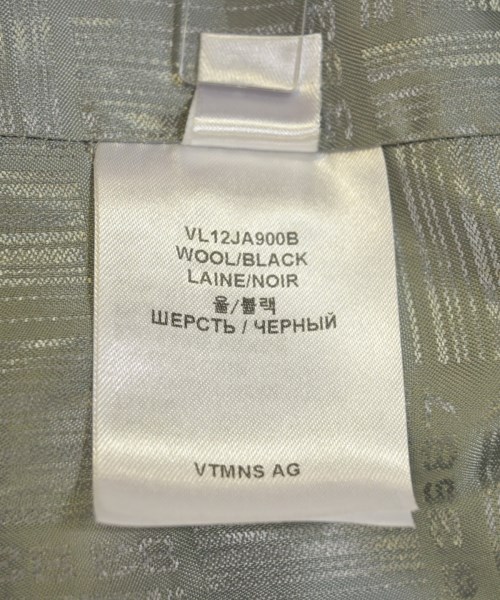 VL12JA900B
WOOL/BLACK
LAINE/NOIR
울/블랙
ШЕРСТЬ / ЧЕРНЫЙ
VTMNS AG